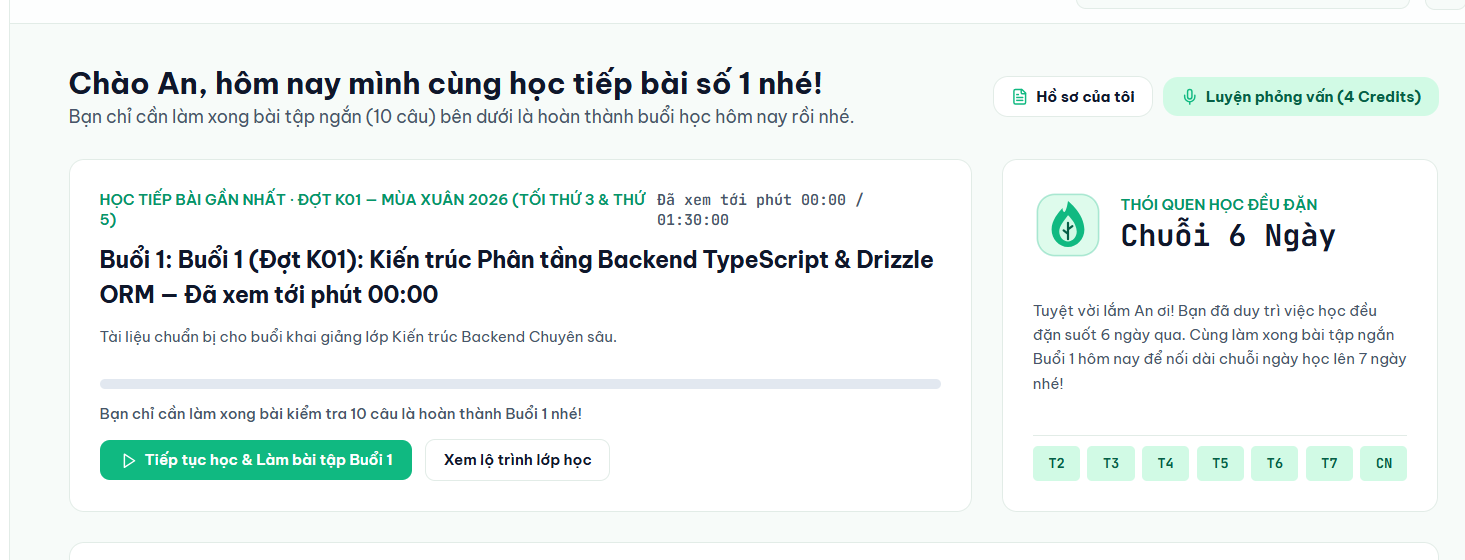 Chào An, hôm nay mình cùng học tiếp bài số 1 nhé!
Bạn chỉ cần làm xong bài tập ngắn (10 câu) bên dưới là hoàn thành buổi học hôm nay rồi nhé.
Hồ sơ của tôi
Luyện phỏng vấn (4 Credits)
HỌC TIẾP BÀI GẦN NHẤT · ĐỢT K01 — MÙA XUÂN 2026 (TỐI THỨ 3 & THỨ
5)
Đã xem tới phút 00:00 /
01:30:00
Buổi 1: Buổi 1 (Đợt K01): Kiến trúc Phân tầng Backend TypeScript & Drizzle
ORM — Đã xem tới phút 00:00
Tài liệu chuẩn bị cho buổi khai giảng lớp Kiến trúc Backend Chuyên sâu.
Bạn chỉ cần làm xong bài kiểm tra 10 câu là hoàn thành Buổi 1 nhé!
Tiếp tục học & Làm bài tập Buổi 1
Xem lộ trình lớp học
THÓI QUEN HỌC ĐỀU ĐẶN
Chuỗi 6 Ngày
Tuyệt vời lắm An ơi! Bạn đã duy trì việc học đều
đặn suốt 6 ngày qua. Cùng làm xong bài tập ngắn
Buổi 1 hôm nay để nối dài chuỗi ngày học lên 7 ngày
nhé!
T2 T3 T4 T5 T6 T7 CN